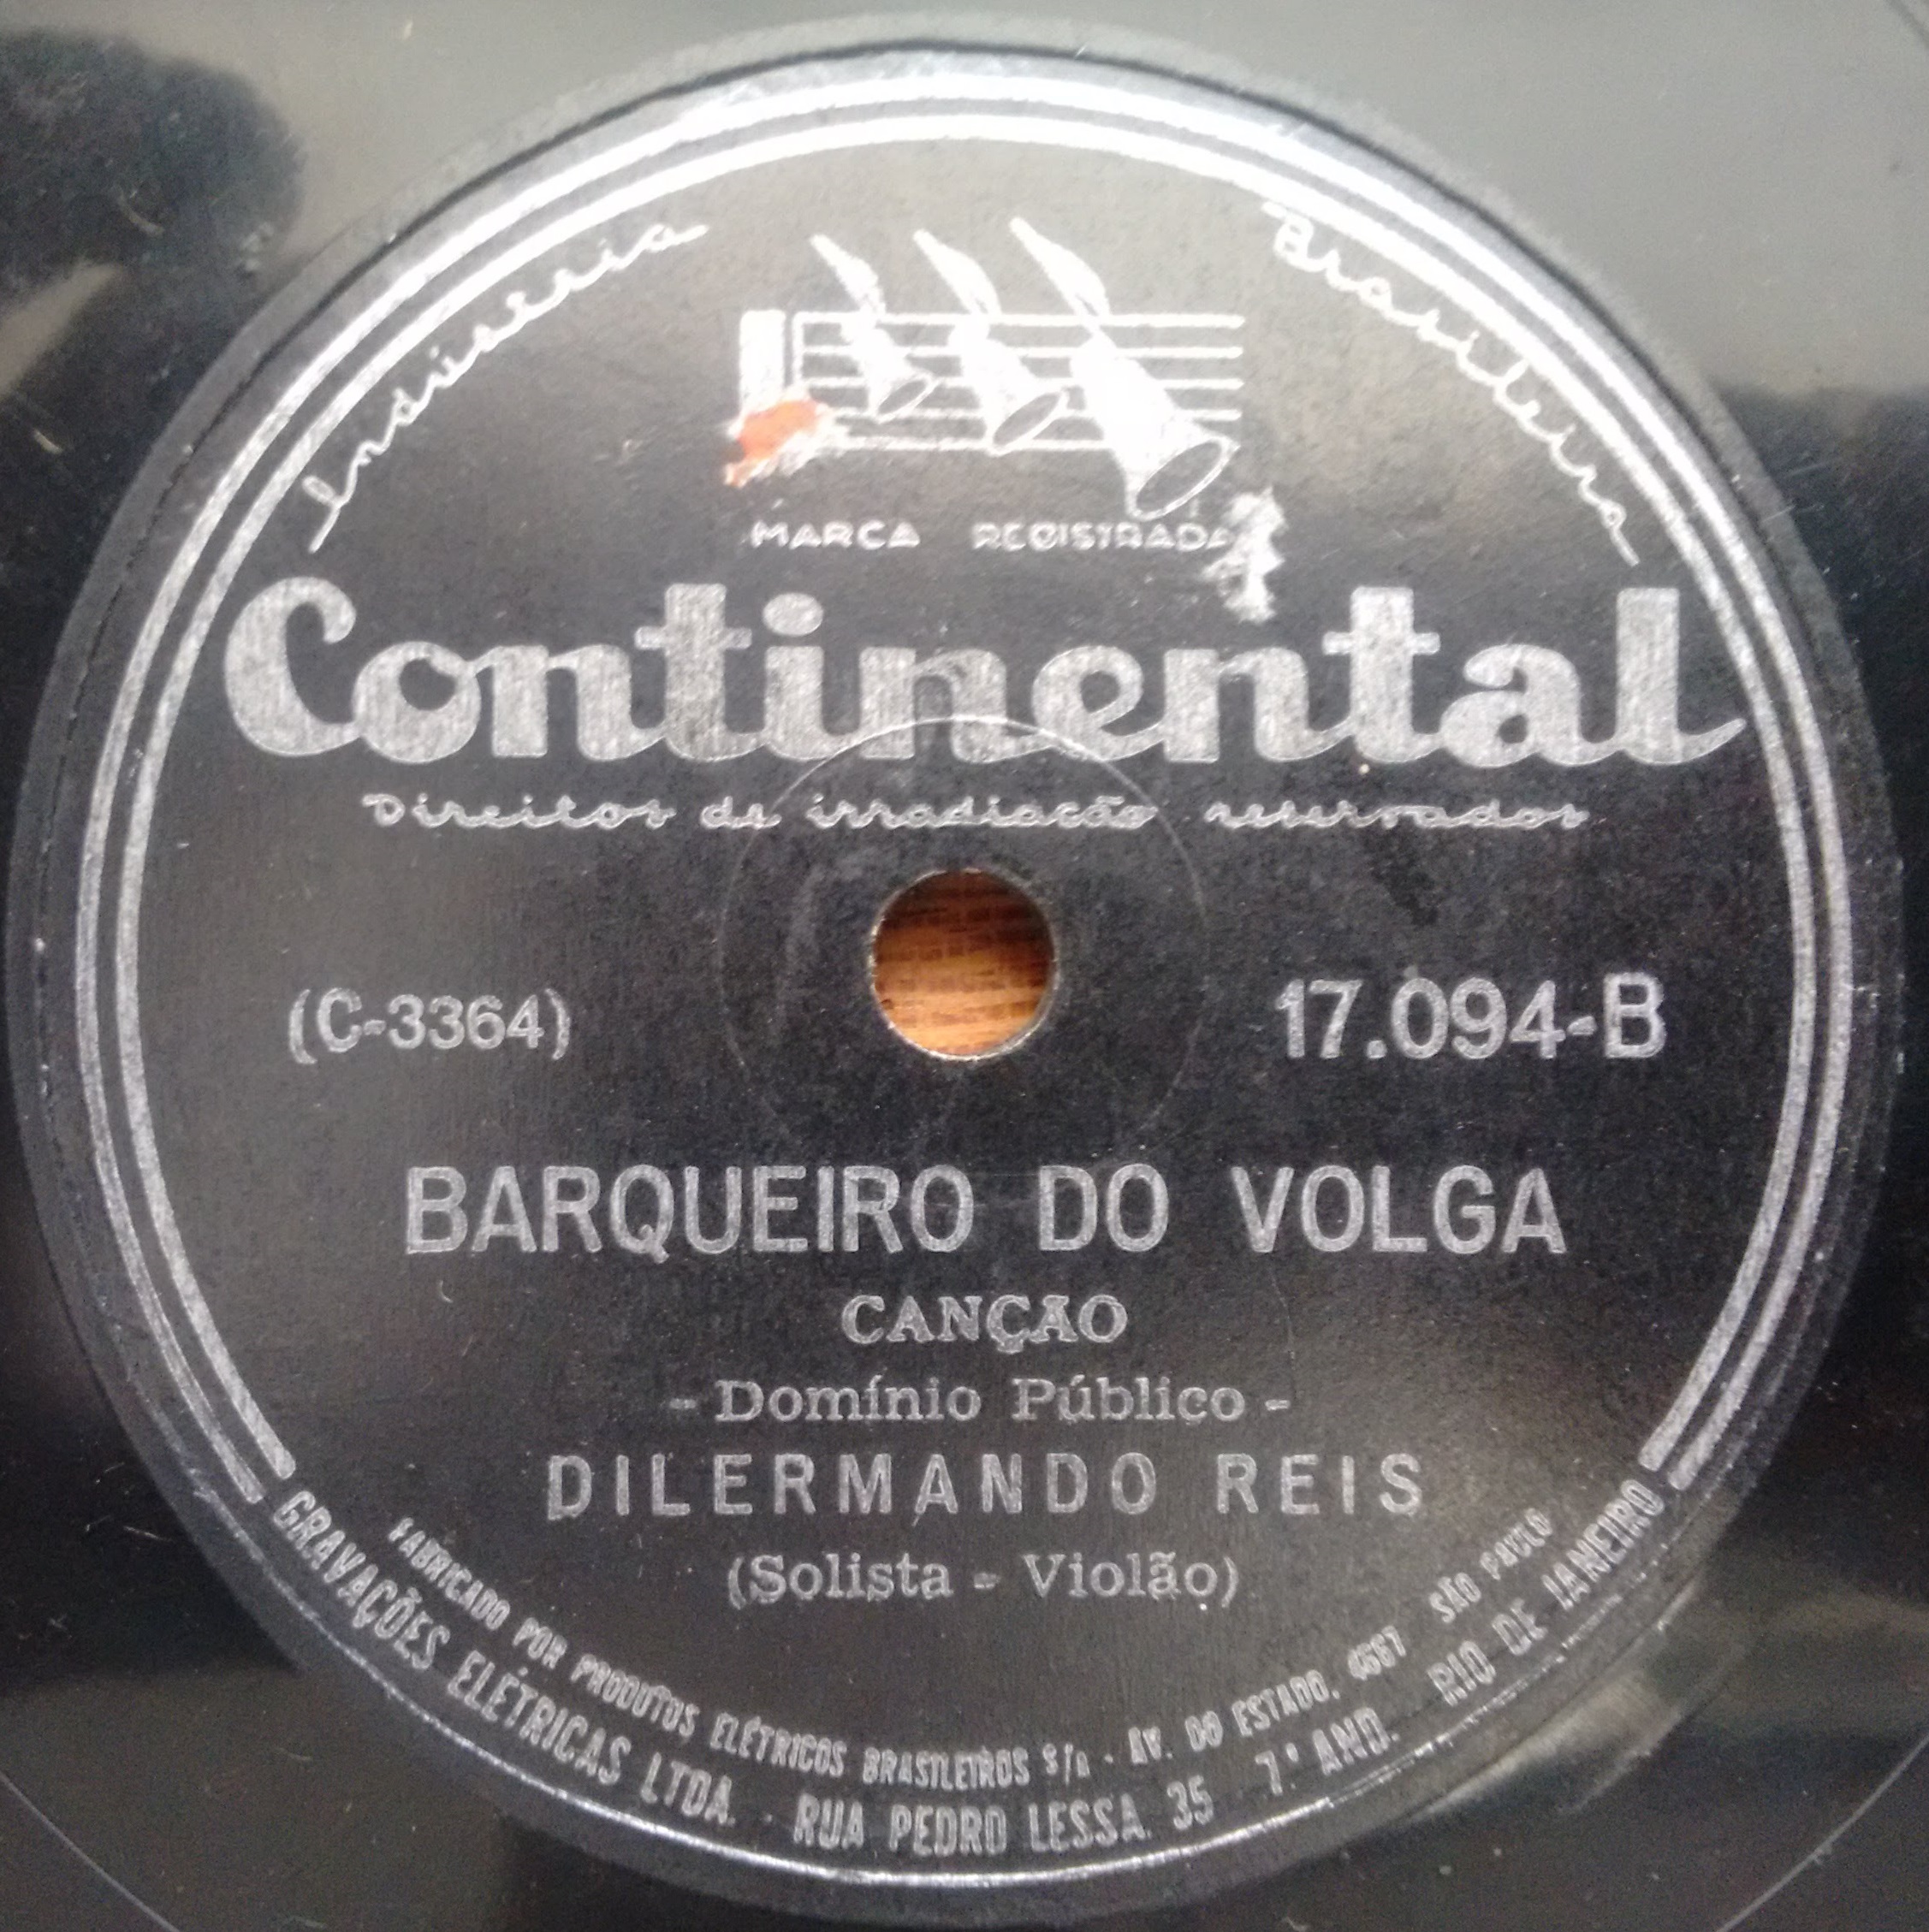 Indústria Brasileira
MARCA REGISTRADA
Continental
Direitos de irradiação reservados
(C-3364) 17.094-B
BARQUEIRO DO VOLGA
CANÇÃO
- Domínio Público -
DILERMANDO REIS
(Solista - Violão)
FABRICADO POR PRODUTOS ELÉTRICOS BRASILEIROS S/A - AV. DO ESTADO, 4667 SÃO PAULO
GRAVAÇÕES ELÉTRICAS LTDA. - RUA PEDRO LESSA, 35 7.º AND. RIO DE JANEIRO